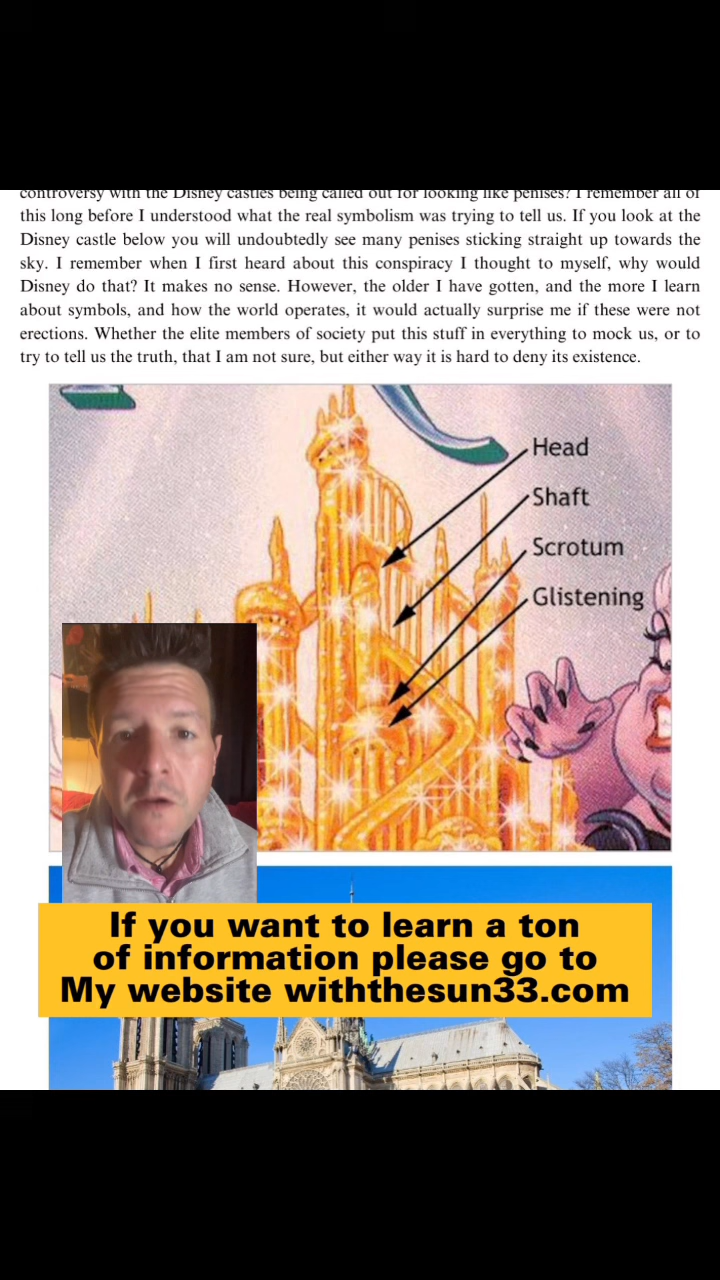 controversy with the Disney castles being called out for looking like penises? I remember all of
this long before I understood what the real symbolism was trying to tell us. If you look at the
Disney castle below you will undoubtedly see many penises sticking straight up towards the
sky. I remember when I first heard about this conspiracy I thought to myself, why would
Disney do that? It makes no sense. However, the older I have gotten, and the more I learn
about symbols, and how the world operates, it would actually surprise me if these were not
erections. Whether the elite members of society put this stuff in everything to mock us, or to
try to tell us the truth, that I am not sure, but either way it is hard to deny its existence.
Head
Shaft
Scrotum
Glistening
If you want to learn a ton
of information please go to
My website withthesun33.com